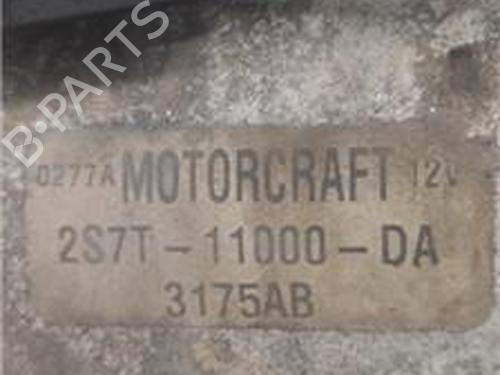 B-PARTS
0277A MOTORCRAFT 12V
2S7T-11000-DA
3175AB